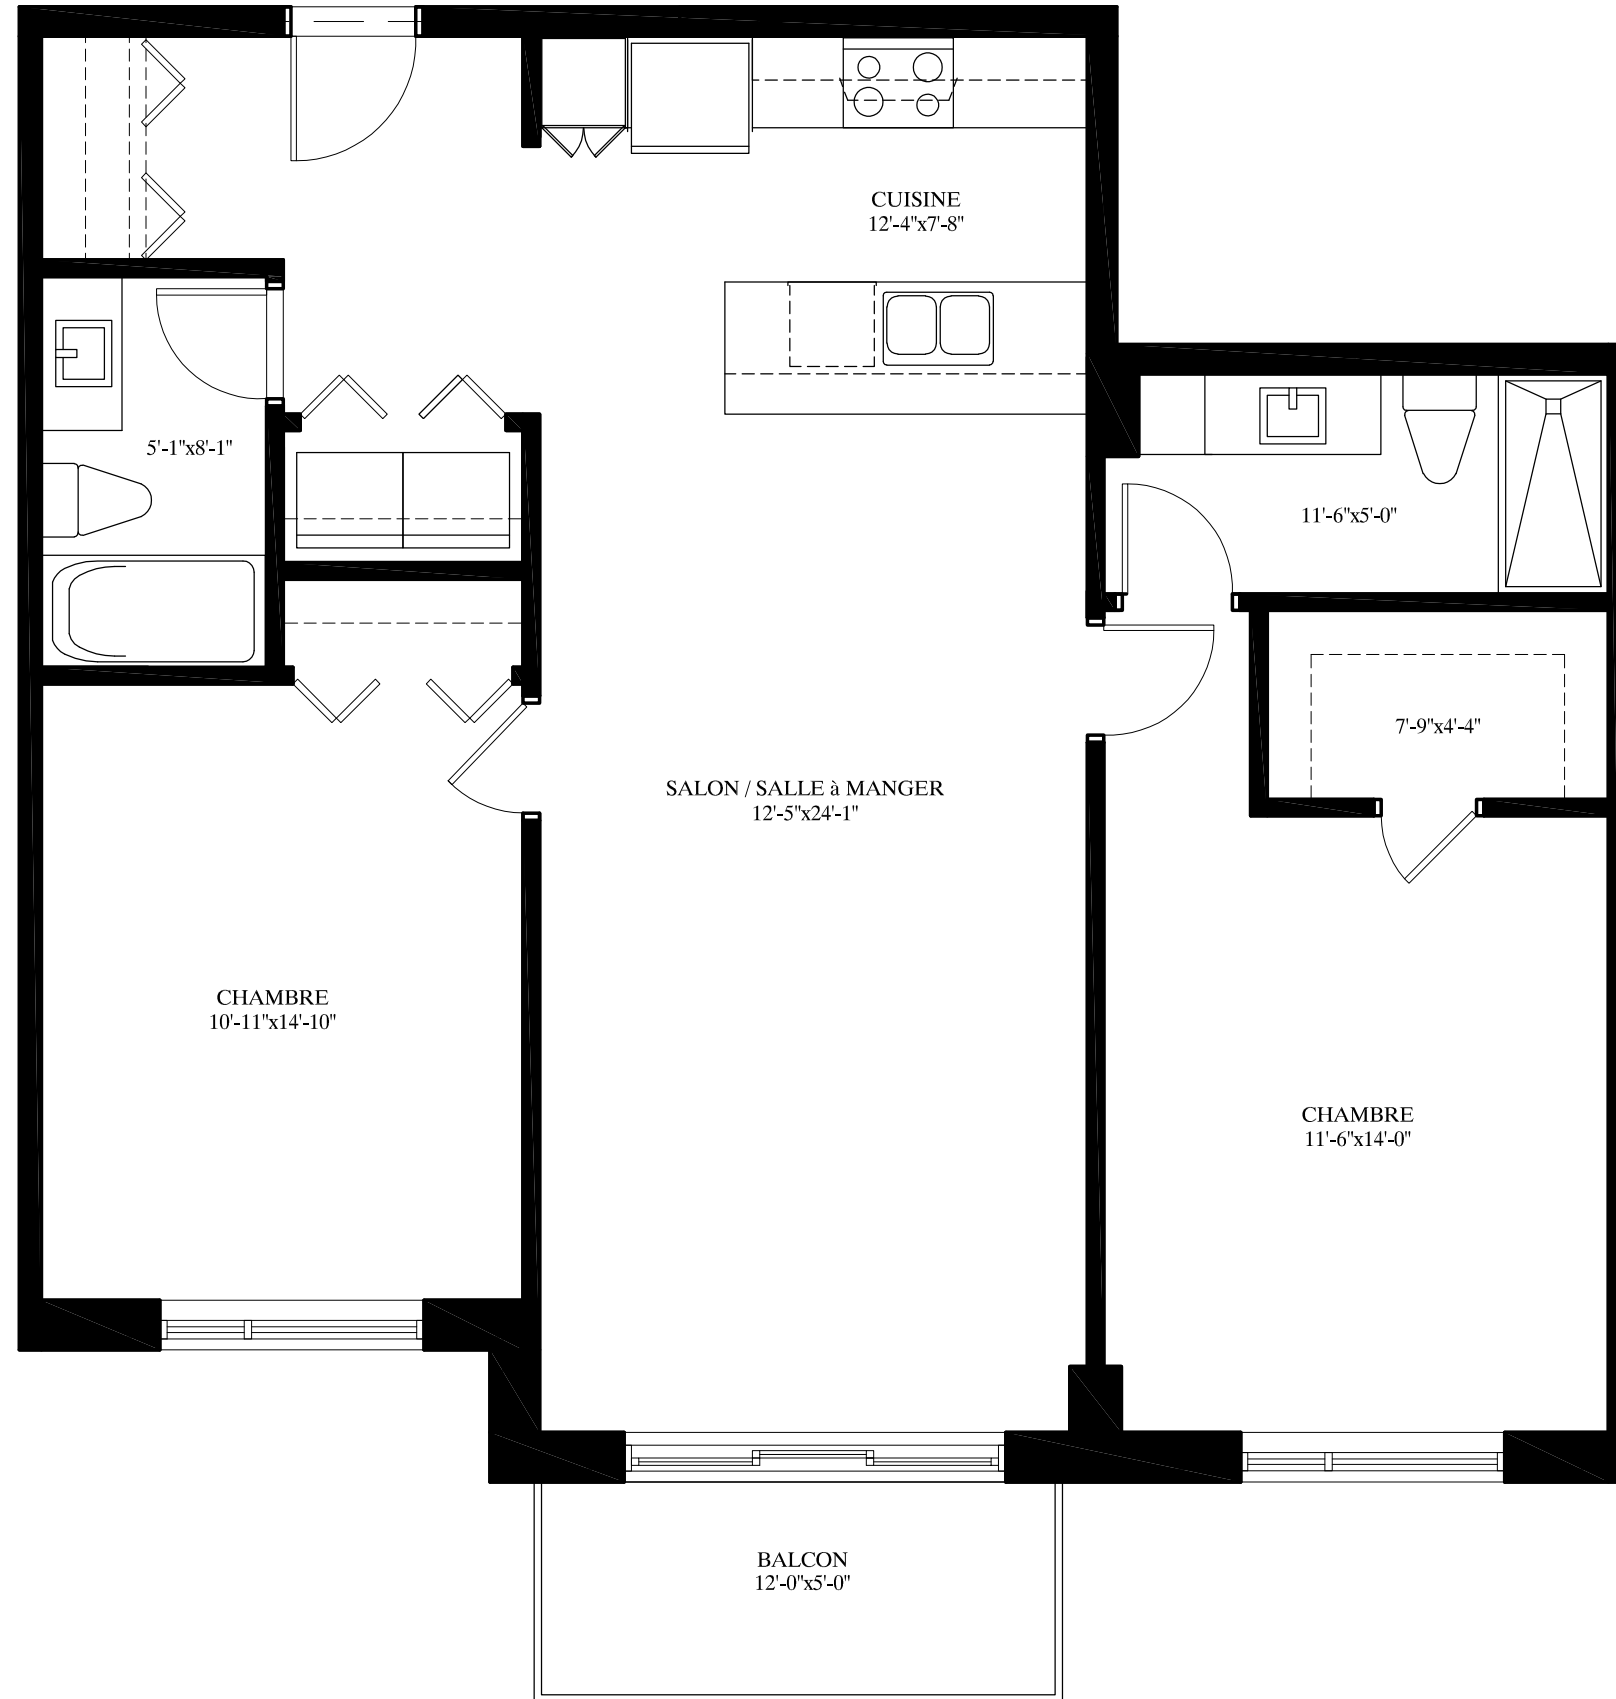 CUISINE
12'-4"x7'-8"
5'-1"x8'-1"
11'-6"x5'-0"
7'-9"x4'-4"
SALON / SALLE à MANGER
12'-5"x24'-1"
CHAMBRE
10'-11"x14'-10"
CHAMBRE
11'-6"x14'-0"
BALCON
12'-0"x5'-0"